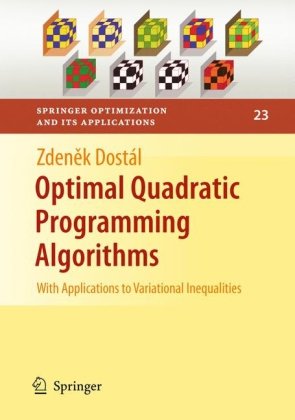 SPRINGER OPTIMIZATION
AND ITS APPLICATIONS
23
Zdeněk Dostál
Optimal Quadratic
Programming
Algorithms
With Applications to Variational Inequalities
Springer